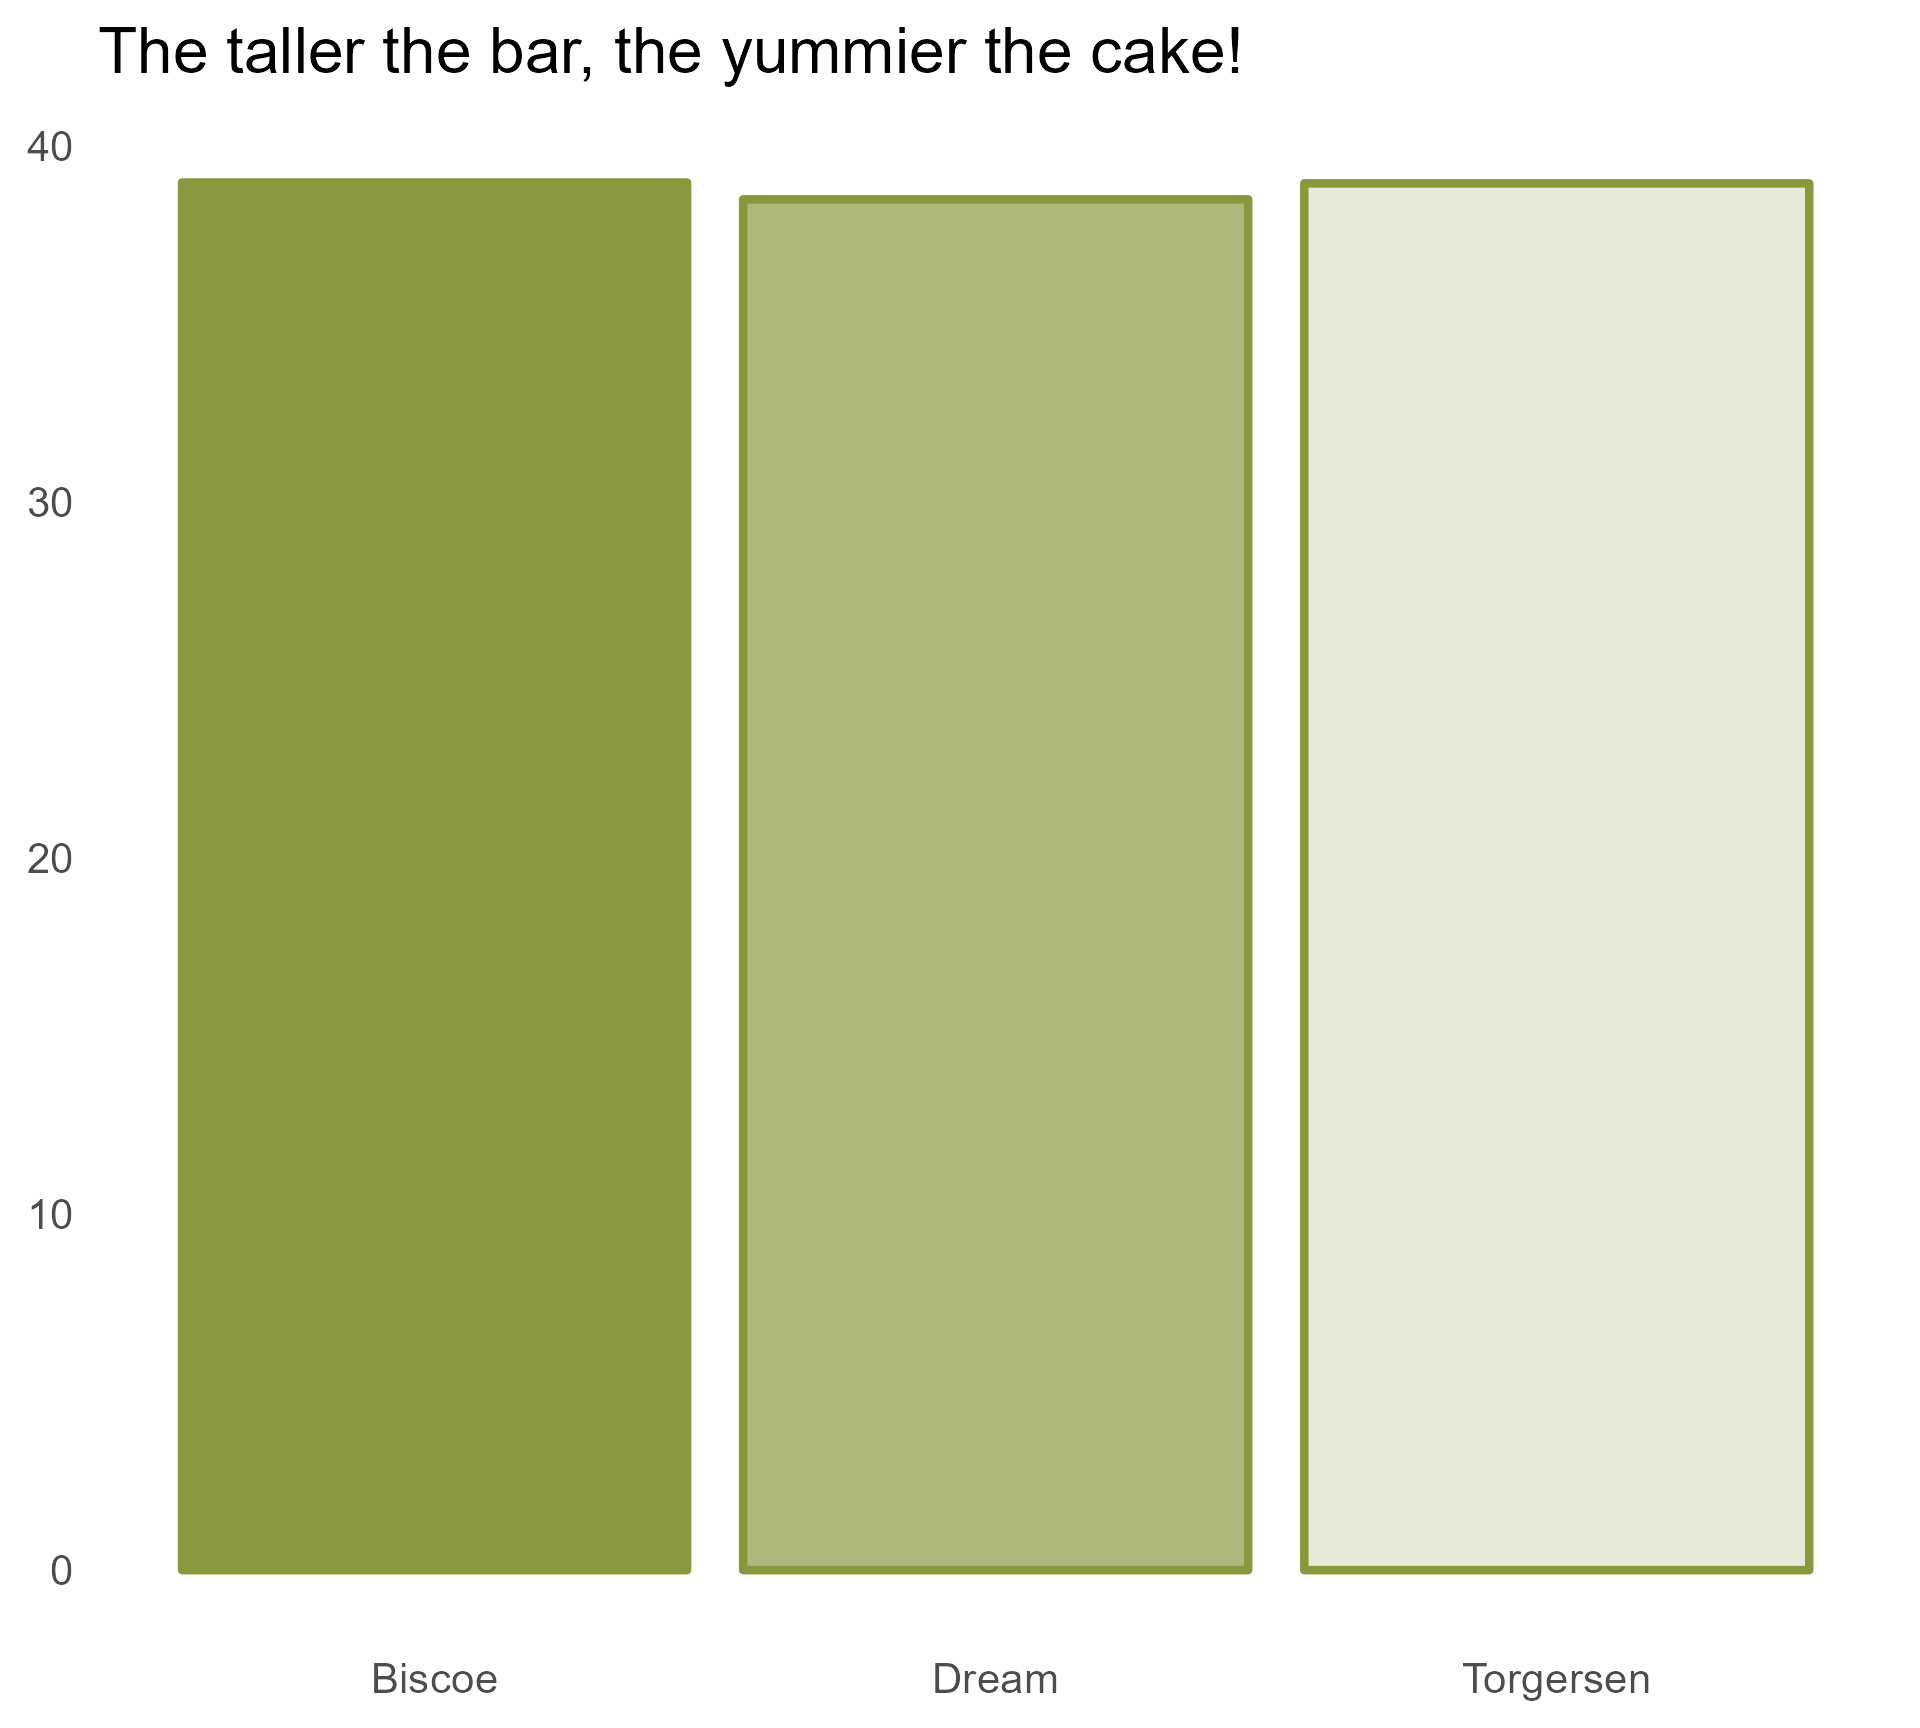 The taller the bar, the yummier the cake!
40
30
20
10
0
Biscoe Dream Torgersen